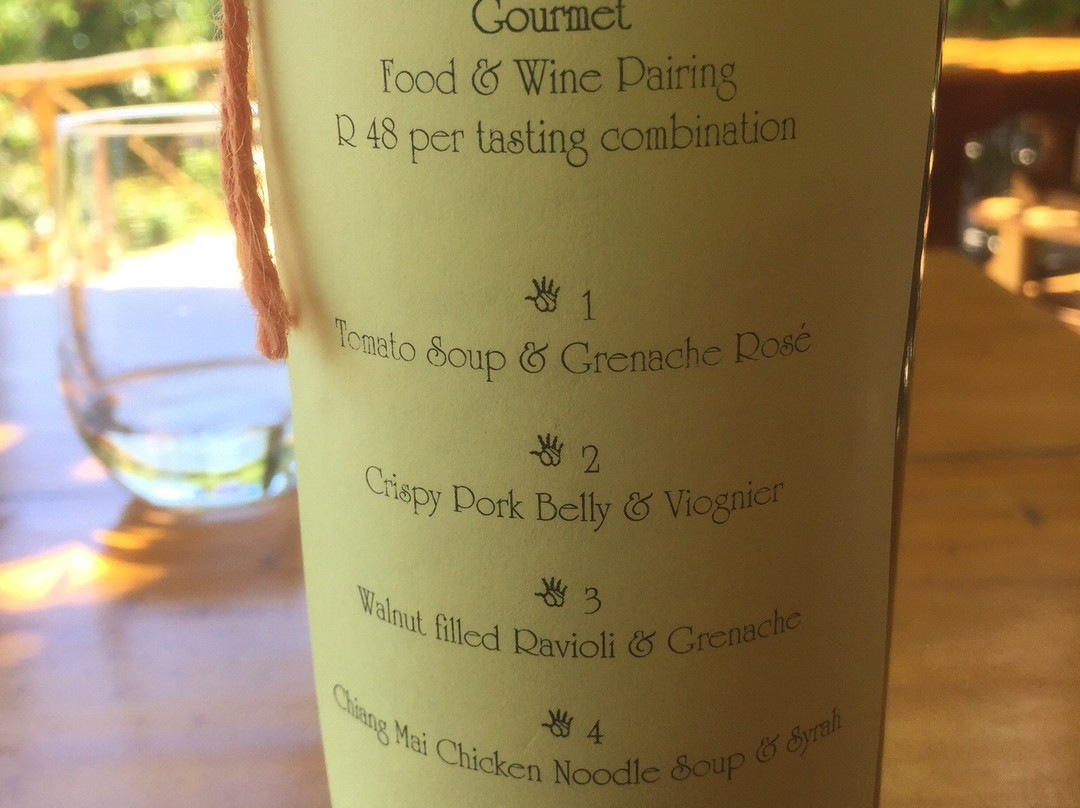 Gourmet
Food & Wine Pairing
R 48 per tasting combination
1
Tomato Soup & Grenache Rosé
2
Crispy Pork Belly & Viognier
3
Walnut filled Ravioli & Grenache
4
Chiang Mai Chicken Noodle Soup & Syrah